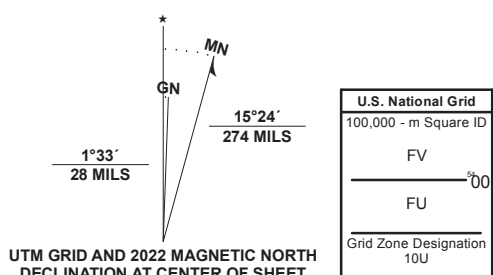 ★
MN
GN
15°24´
274 MILS
1°33´
28 MILS
UTM GRID AND 2022 MAGNETIC NORTH
DECLINATION AT CENTER OF SHEET
U.S. National Grid
100,000 - m Square ID
FV
5400
FU
Grid Zone Designation
10U